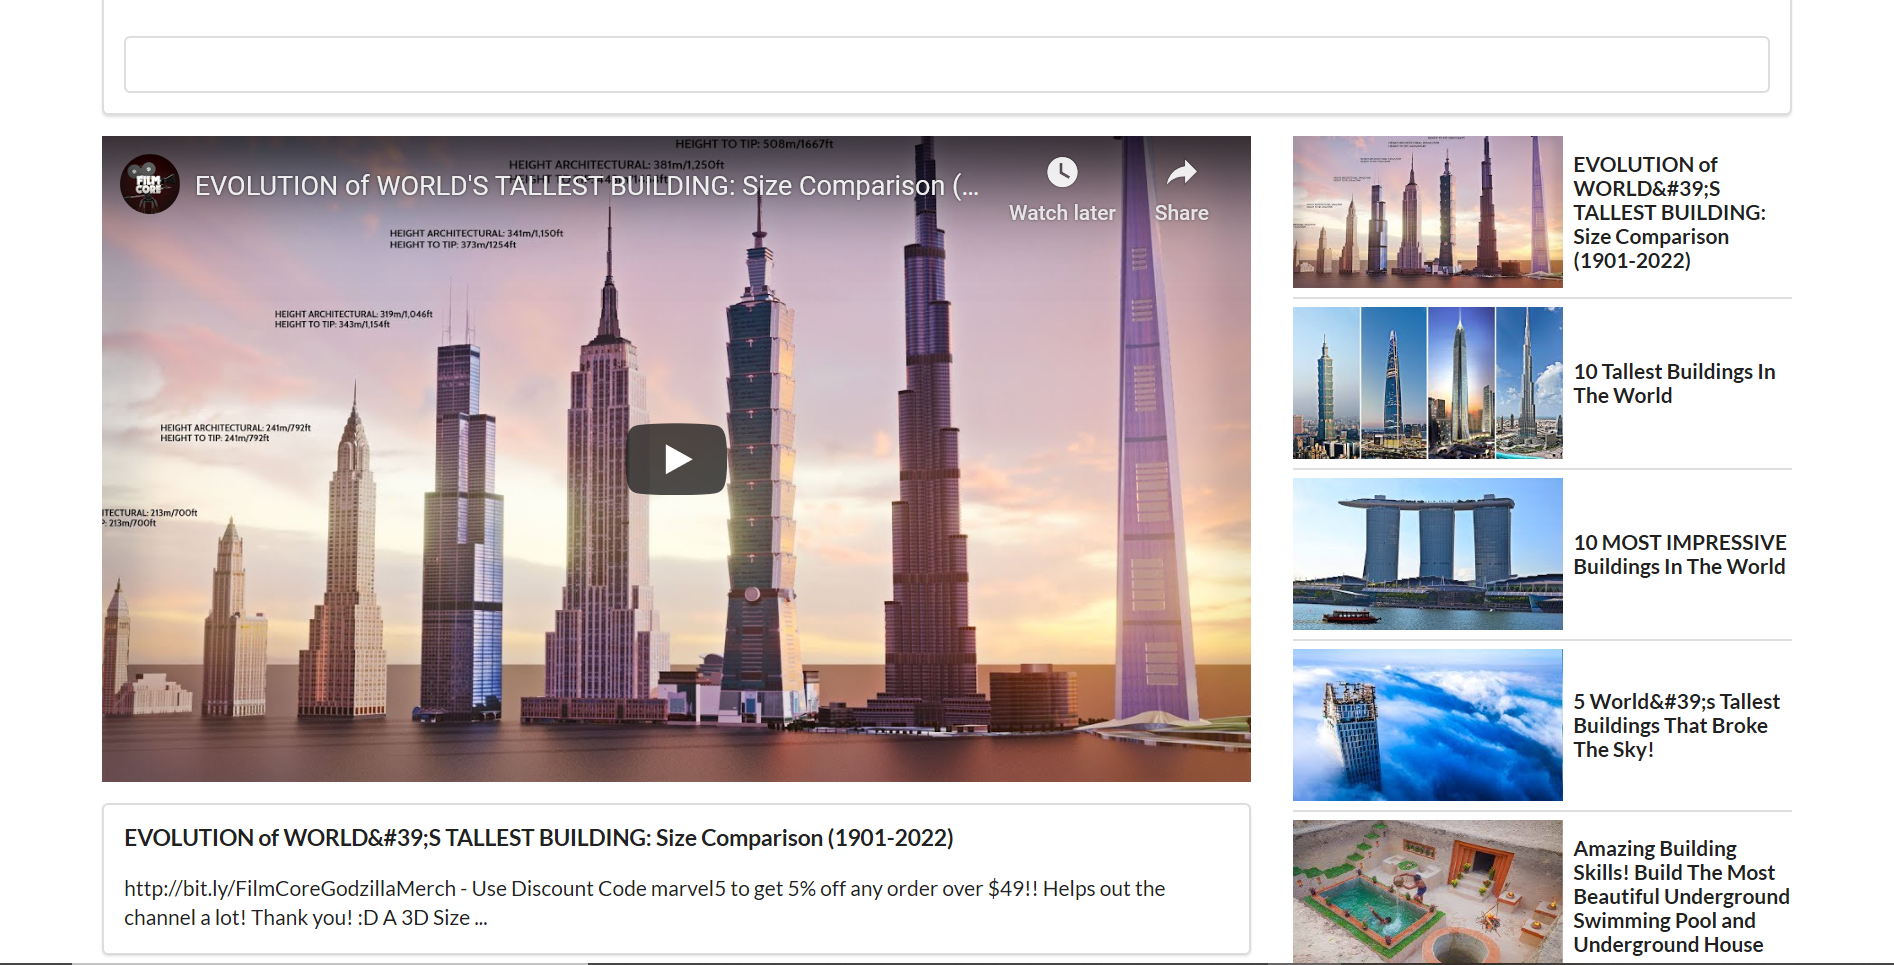 HEIGHT TO TIP: 508m/1667ft
HEIGHT ARCHITECTURAL: 381m/1,250ft
FILM
CORE
EVOLUTION of WORLD'S TALLEST BUILDING: Size Comparison (...
Watch later
Share
HEIGHT ARCHITECTURAL: 341m/1,150ft
HEIGHT TO TIP: 373m/1254ft
HEIGHT ARCHITECTURAL: 319m/1,046ft
HEIGHT TO TIP: 343m/1,154ft
HEIGHT ARCHITECTURAL: 241m/792ft
HEIGHT TO TIP: 241m/792ft
ITECTURAL: 213m/700ft
P: 213m/700ft
EVOLUTION of WORLD&#39;S TALLEST BUILDING: Size Comparison (1901-2022)
http://bit.ly/FilmCoreGodzillaMerch - Use Discount Code marvel5 to get 5% off any order over $49!! Helps out the
channel a lot! Thank you! :D A 3D Size ...
EVOLUTION of
WORLD&#39;S
TALLEST BUILDING:
Size Comparison
(1901-2022)
10 Tallest Buildings In
The World
10 MOST IMPRESSIVE
Buildings In The World
5 World&#39;s Tallest
Buildings That Broke
The Sky!
Amazing Building
Skills! Build The Most
Beautiful Underground
Swimming Pool and
Underground House